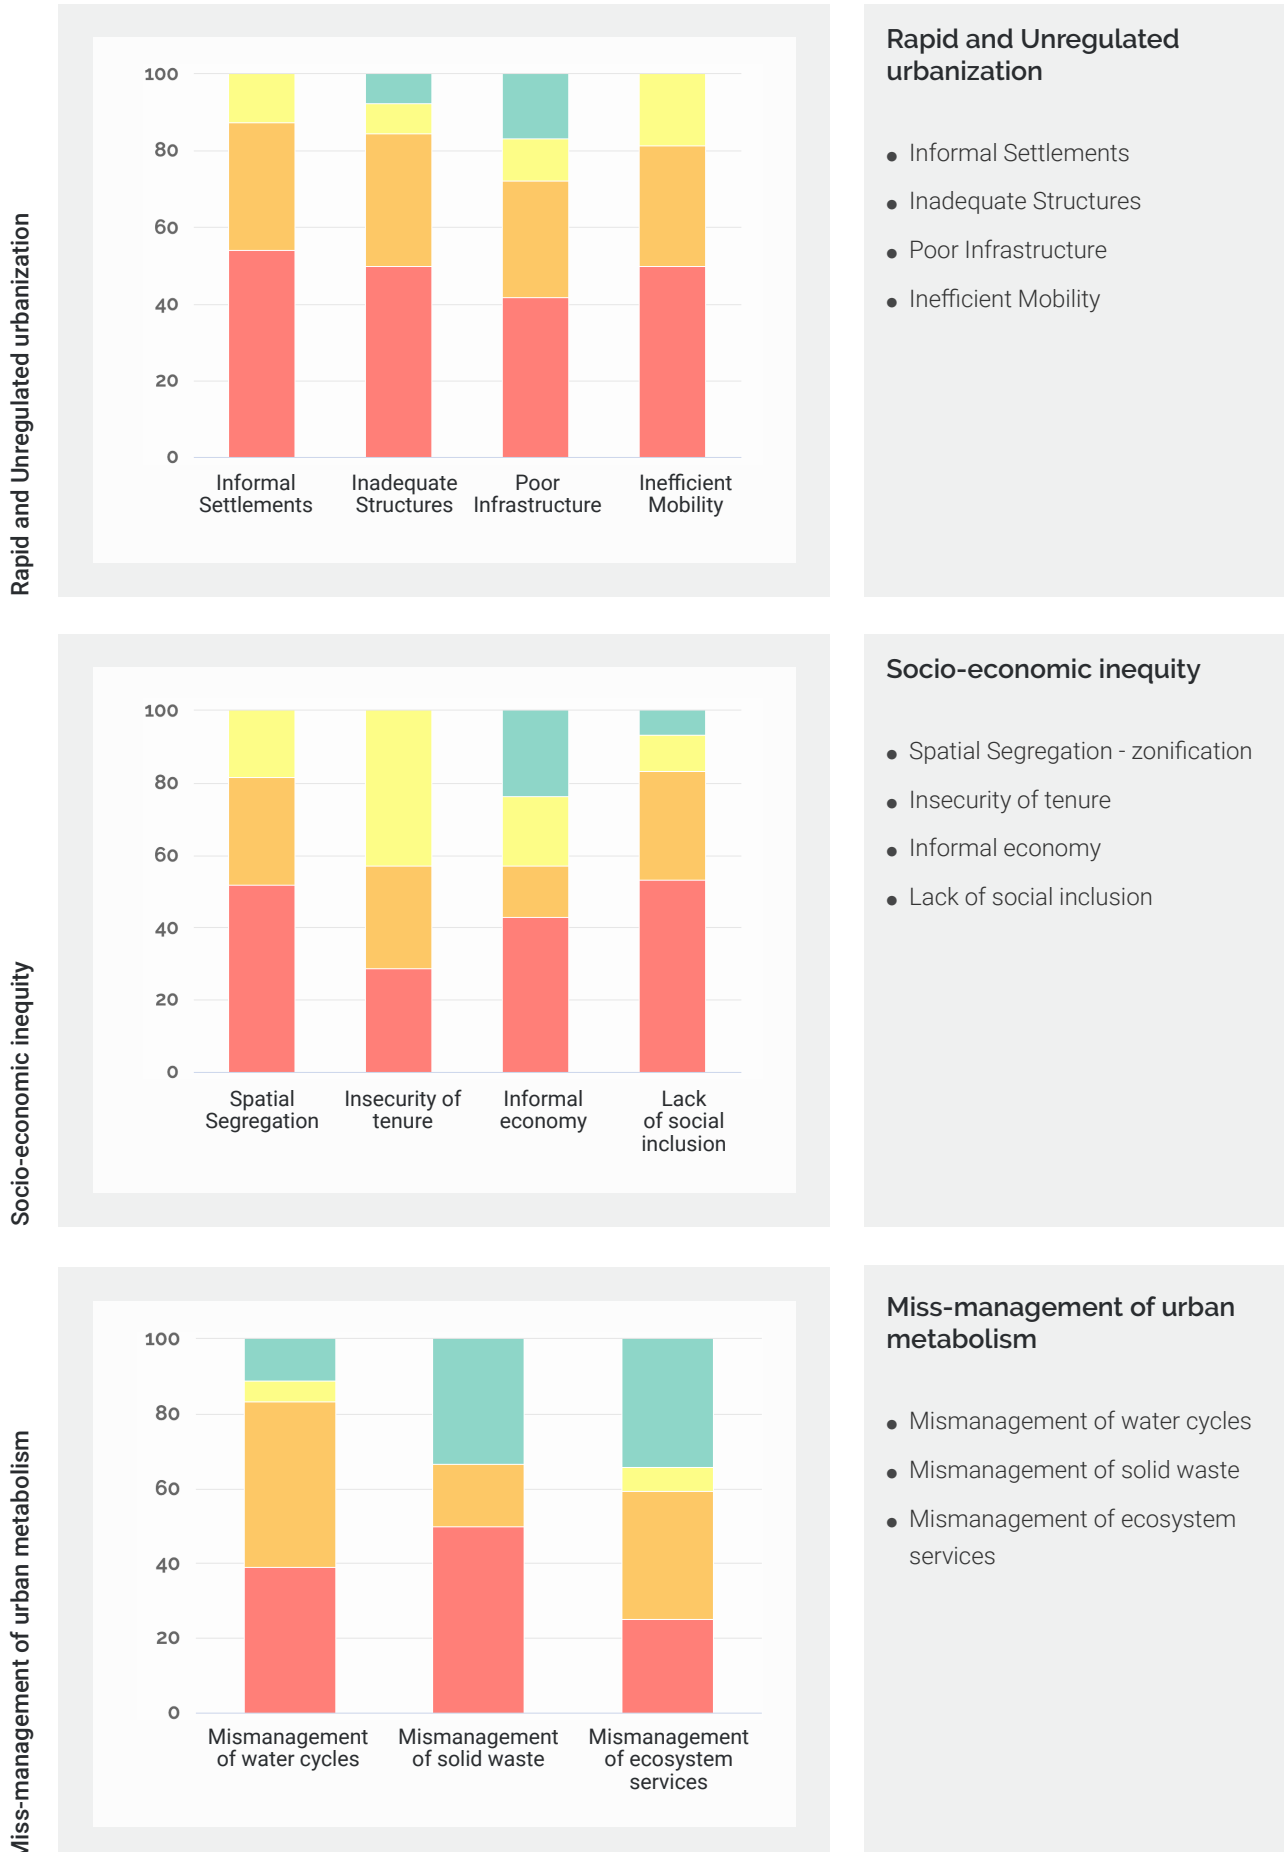 Rapid and Unregulated urbanization
100
80
60
40
20
0
Informal
Settlements
Inadequate
Structures
Poor
Infrastructure
Inefficient
Mobility
Rapid and Unregulated
urbanization
• Informal Settlements
• Inadequate Structures
• Poor Infrastructure
• Inefficient Mobility
Socio-economic inequity
100
80
60
40
20
0
Spatial
Segregation
Insecurity of
tenure
Informal
economy
Lack
of social
inclusion
Socio-economic inequity
• Spatial Segregation - zonification
• Insecurity of tenure
• Informal economy
• Lack of social inclusion
Miss-management of urban metabolism
100
80
60
40
20
0
Mismanagement
of water cycles
Mismanagement
of solid waste
Mismanagement
of ecosystem
services
Miss-management of urban
metabolism
• Mismanagement of water cycles
• Mismanagement of solid waste
• Mismanagement of ecosystem
services